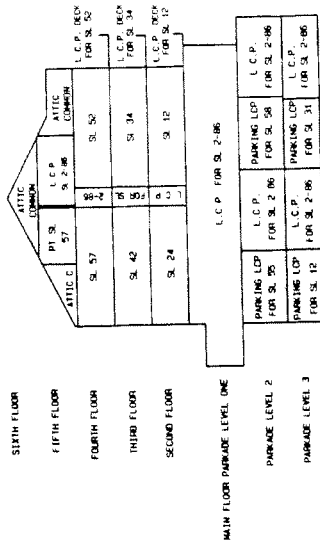 SIXTH FLOOR
ATTIC
COMMON
FIFTH FLOOR
ATTIC C
PT SL
57
L C P
SL 2-86
ATTIC
COMMON
FOURTH FLOOR
SL 57
2-86
SL 52
L C.P. DECK
FOR SL 52
THIRD FLOOR
SL 42
FOR SL
SL 34
L C.P. DECK
FOR SL 34
SECOND FLOOR
SL 24
L C P
SL 12
L C.P. DECK
FOR SL 12
MAIN FLOOR PARKADE LEVEL ONE
L.C.P. FOR SL 2-86
PARKADE LEVEL 2
PARKING LCP
FOR SL 95
L.C.P.
FOR SL 2 86
PARKING LCP
FOR SL 58
L C.P.
FOR SL 2-86
PARKADE LEVEL 3
PARKING LCP
FOR SL 12
L.C.P.
FOR SL 2-86
PARKING LCP
FOR SL 31
L.C.P.
FOR SL 2-86